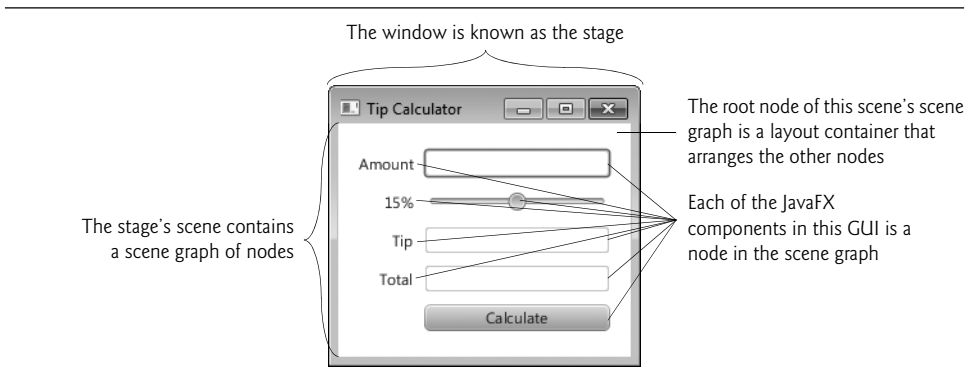 The window is known as the stage
Tip Calculator
The root node of this scene's scene
graph is a layout container that
arranges the other nodes
Amount
15%
Each of the JavaFX
components in this GUI is a
node in the scene graph
The stage's scene contains
a scene graph of nodes
Tip
Total
Calculate